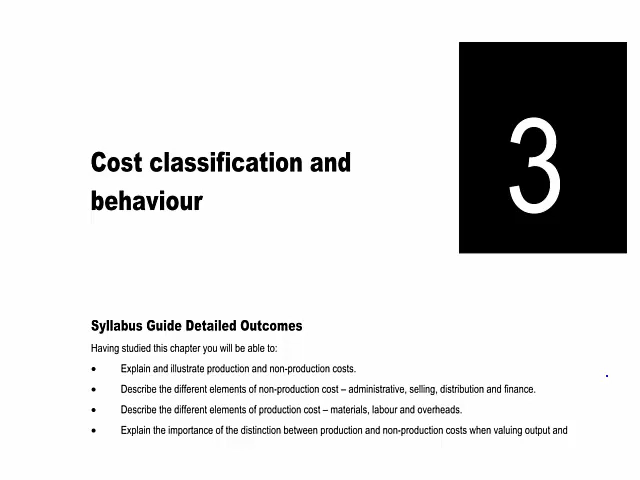 Cost classification and
behaviour
3
Syllabus Guide Detailed Outcomes
Having studied this chapter you will be able to:
• Explain and illustrate production and non-production costs.
• Describe the different elements of non-production cost – administrative, selling, distribution and finance.
• Describe the different elements of production cost – materials, labour and overheads.
• Explain the importance of the distinction between production and non-production costs when valuing output and